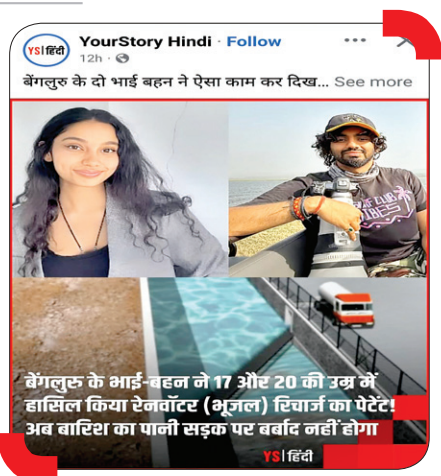 YS|हिंदी
YourStory Hindi · Follow
12h ·
बेंगलुरु के दो भाई बहन ने ऐसा काम कर दिख... See more
बेंगलुरु के भाई-बहन ने 17 और 20 की उम्र में
हासिल किया रेनवॉटर (भूजल) रिचार्ज का पेटेंट!
अब बारिश का पानी सड़क पर बर्बाद नहीं होगा
YS|हिंदी